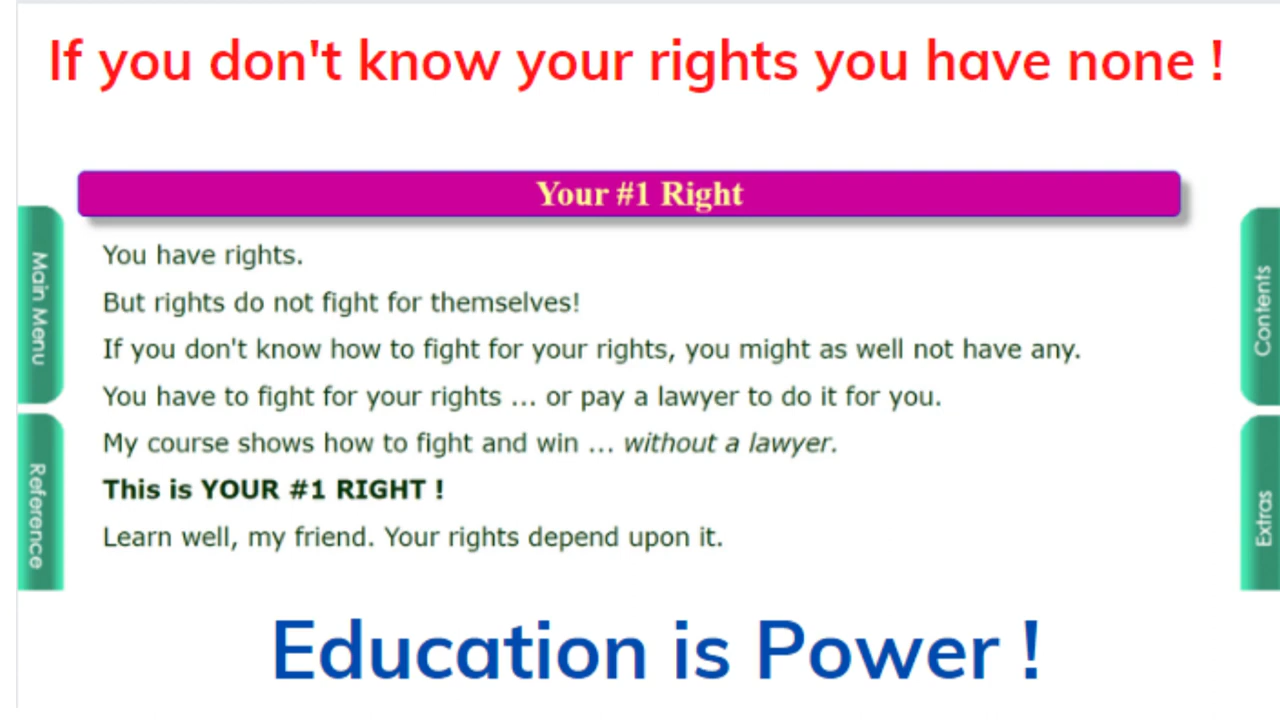 If you don't know your rights you have none !
Your #1 Right
Main Menu
Reference
You have rights.
But rights do not fight for themselves!
If you don't know how to fight for your rights, you might as well not have any.
You have to fight for your rights ... or pay a lawyer to do it for you.
My course shows how to fight and win ... without a lawyer.
This is YOUR #1 RIGHT !
Learn well, my friend. Your rights depend upon it.
Contents
Extras
Education is Power !